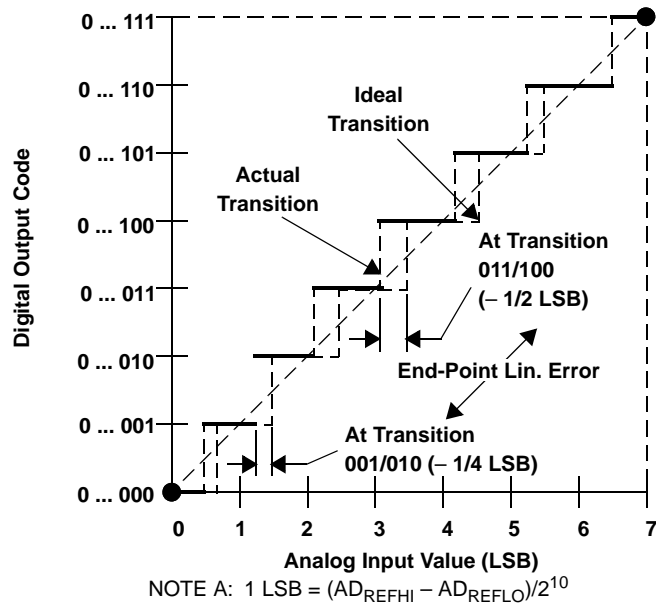 0 ... 111
0 ... 110
0 ... 101
0 ... 100
0 ... 011
0 ... 010
0 ... 001
0 ... 000
Digital Output Code
Ideal
Transition
Actual
Transition
At Transition
011/100
(– 1/2 LSB)
End-Point Lin. Error
At Transition
001/010 (– 1/4 LSB)
0 1 2 3 4 5 6 7
Analog Input Value (LSB)
NOTE A: 1 LSB = (AD_REFHI – AD_REFLO)/2^10